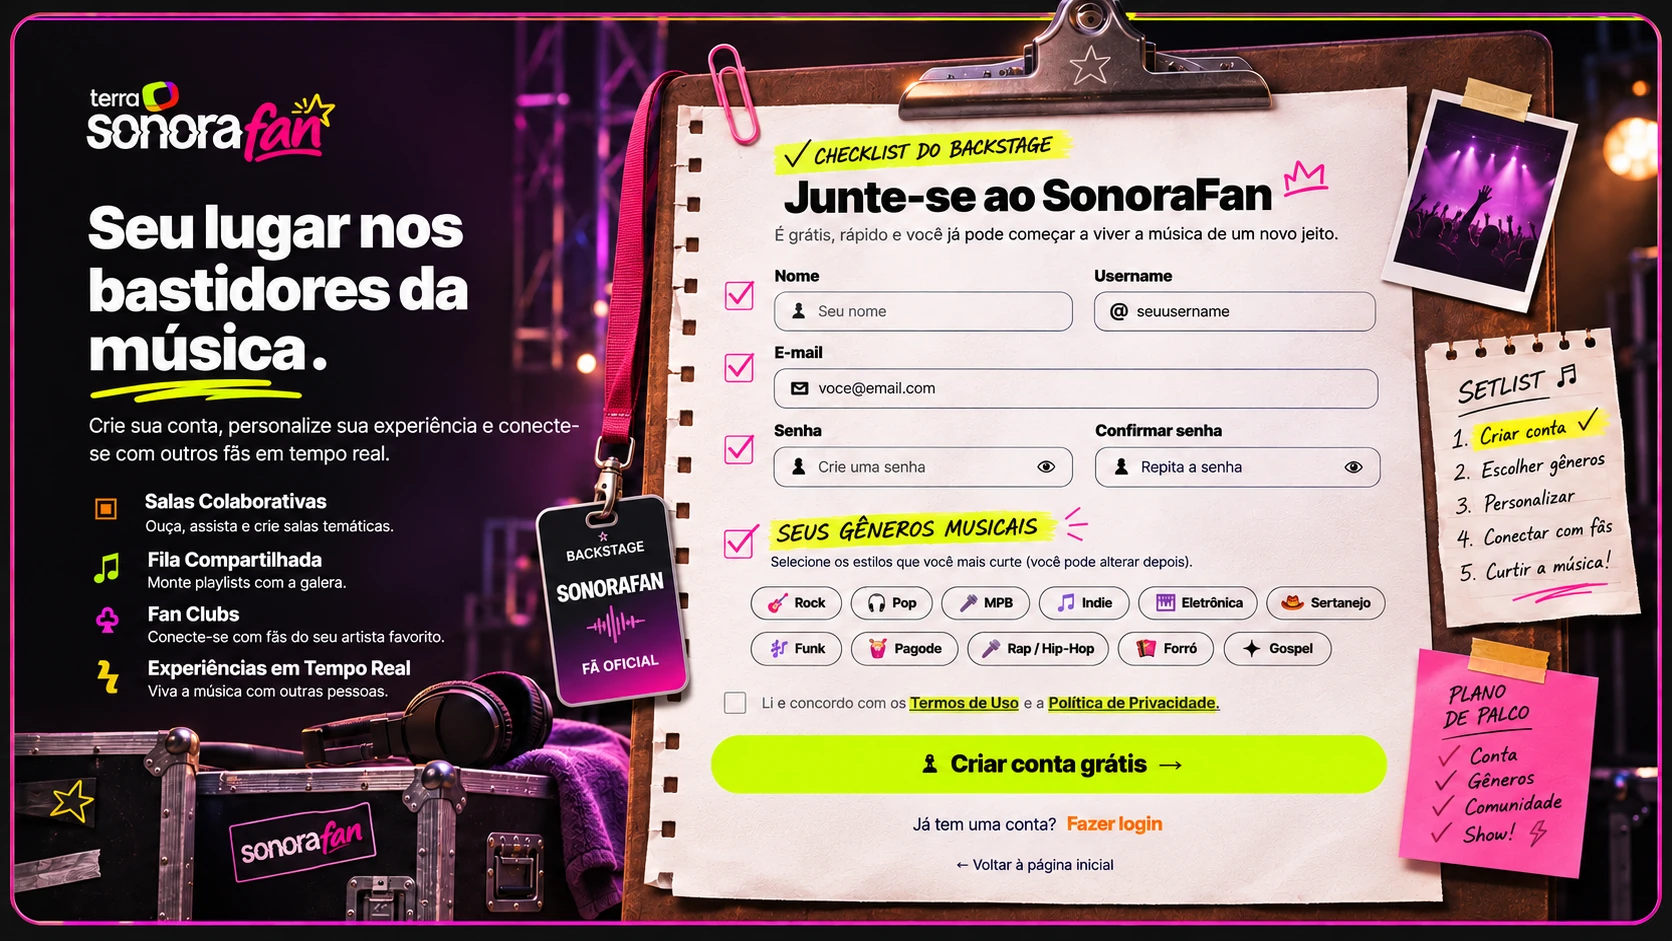 terra
sonora fan
Seu lugar nos
bastidores da
música.
Crie sua conta, personalize sua experiência e conecte-
se com outros fãs em tempo real.
Salas Colaborativas
Ouça, assista e crie salas temáticas.
Fila Compartilhada
Monte playlists com a galera.
Fan Clubs
Conecte-se com fãs do seu artista favorito.
Experiências em Tempo Real
Viva a música com outras pessoas.
sonorafan
BACKSTAGE
SONORAFAN
FÃ OFICIAL
✓ CHECKLIST DO BACKSTAGE
Junte-se ao SonoraFan
É grátis, rápido e você já pode começar a viver a música de um novo jeito.
Nome
Seu nome
Username
@ seuusername
E-mail
voce@email.com
Senha
Crie uma senha
Confirmar senha
Repita a senha
SEUS GÊNEROS MUSICAIS
Selecione os estilos que você mais curte (você pode alterar depois).
Rock Pop MPB Indie Eletrônica Sertanejo
Funk Pagode Rap / Hip-Hop Forró Gospel
Li e concordo com os Termos de Uso e a Política de Privacidade.
Criar conta grátis →
Já tem uma conta? Fazer login
← Voltar à página inicial
SETLIST
1. Criar conta ✓
2. Escolher gêneros
3. Personalizar
4. Conectar com fãs
5. Curtir a música!
PLANO
DE PALCO
✓ Conta
✓ Gêneros
✓ Comunidade
✓ Show!